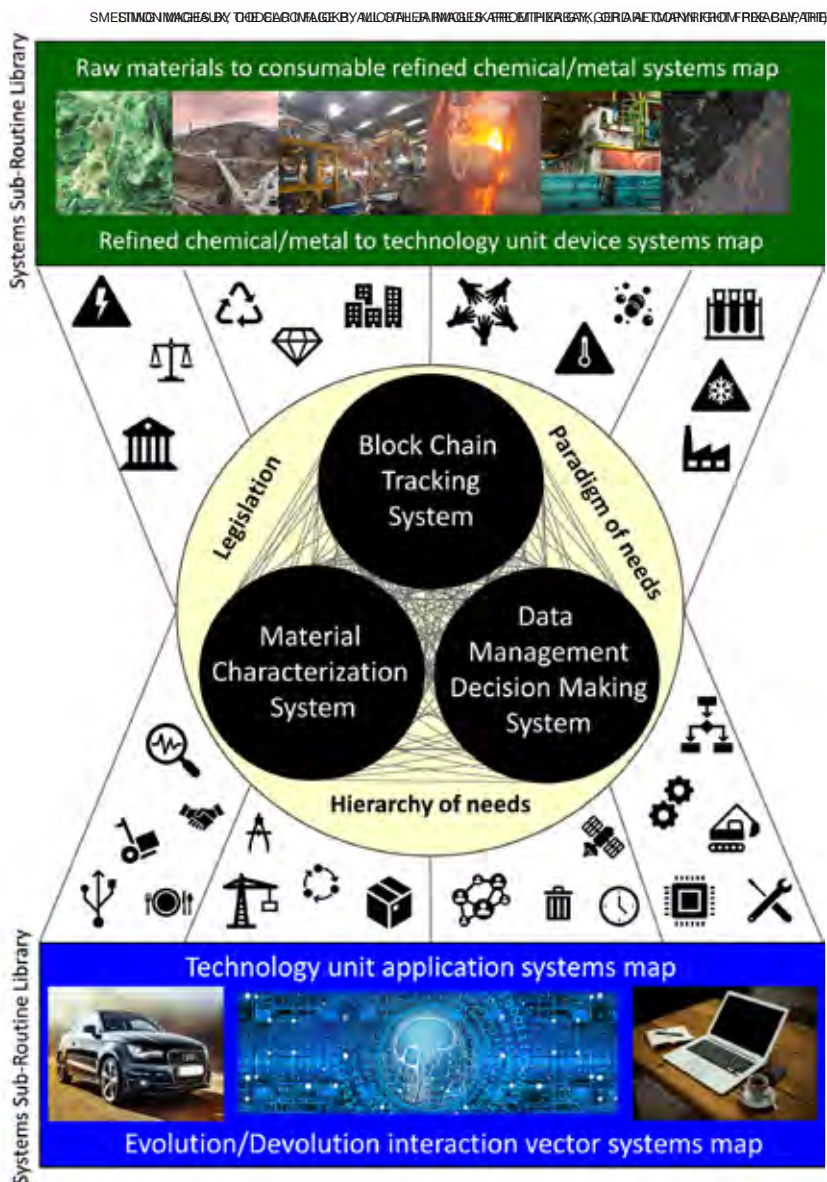 Systems Sub-Routine Library
Raw materials to consumable refined chemical/metal systems map
Refined chemical/metal to technology unit device systems map
Legislation
Paradigm of needs
Block Chain
Tracking
System
Material
Characterization
System
Data
Management
Decision Making
System
Hierarchy of needs
Systems Sub-Routine Library
Technology unit application systems map
Evolution/Devolution interaction vector systems map